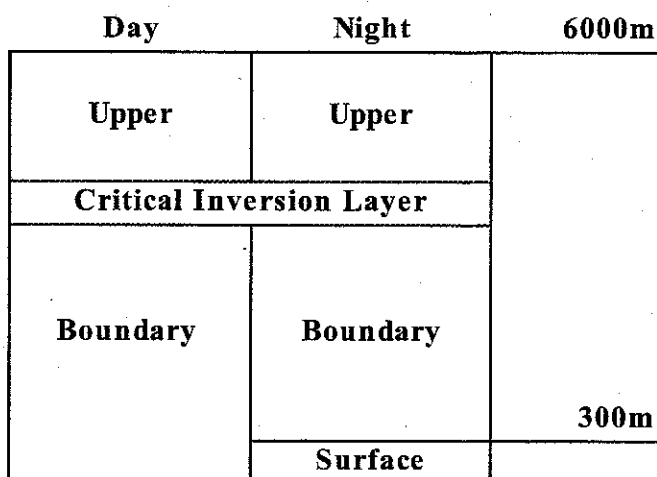 Day Night 6000m
Upper Upper
Critical Inversion Layer
Boundary Boundary
300m
Surface